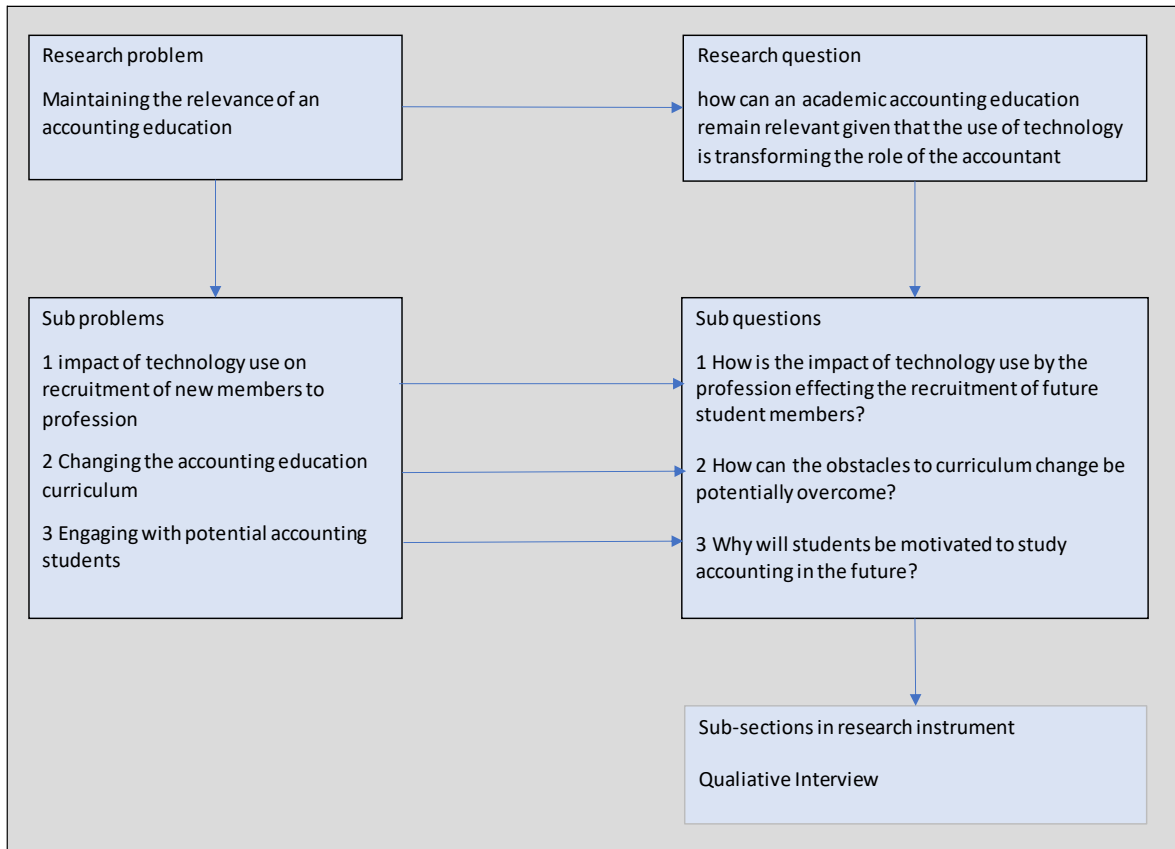 Research problem
Maintaining the relevance of an
accounting education
Research question
how can an academic accounting education
remain relevant given that the use of technology
is transforming the role of the accountant
Sub problems
1 impact of technology use on
recruitment of new members to
profession
2 Changing the accounting education
curriculum
3 Engaging with potential accounting
students
Sub questions
1 How is the impact of technology use by the
profession effecting the recruitment of future
student members?
2 How can the obstacles to curriculum change be
potentially overcome?
3 Why will students be motivated to study
accounting in the future?
Sub-sections in research instrument
Qualiative Interview